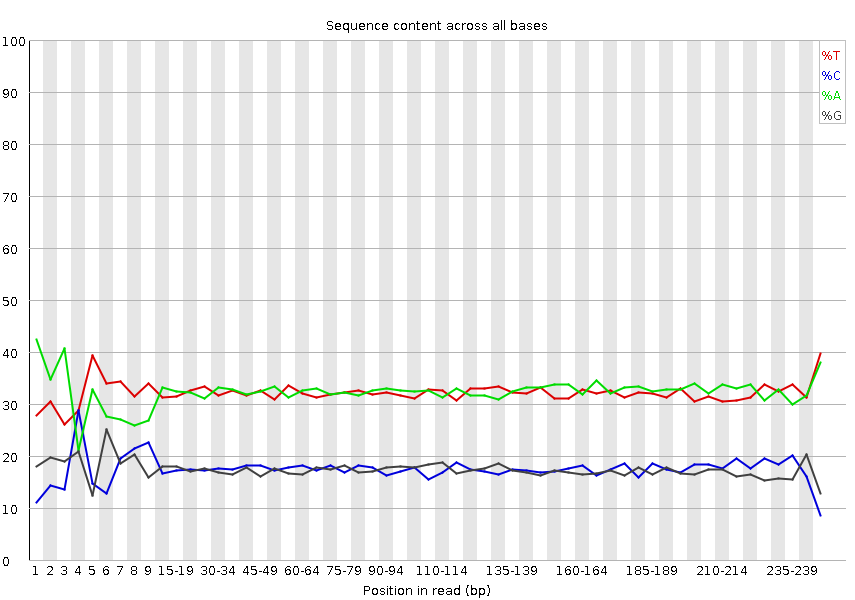 Sequence content across all bases
100
90
80
70
60
50
40
30
20
10
0
%T
%C
%A
%G
1 2 3 4 5 6 7 8 9 15-19 30-34 45-49 60-64 75-79 90-94 110-114 135-139 160-164 185-189 210-214 235-239
Position in read (bp)